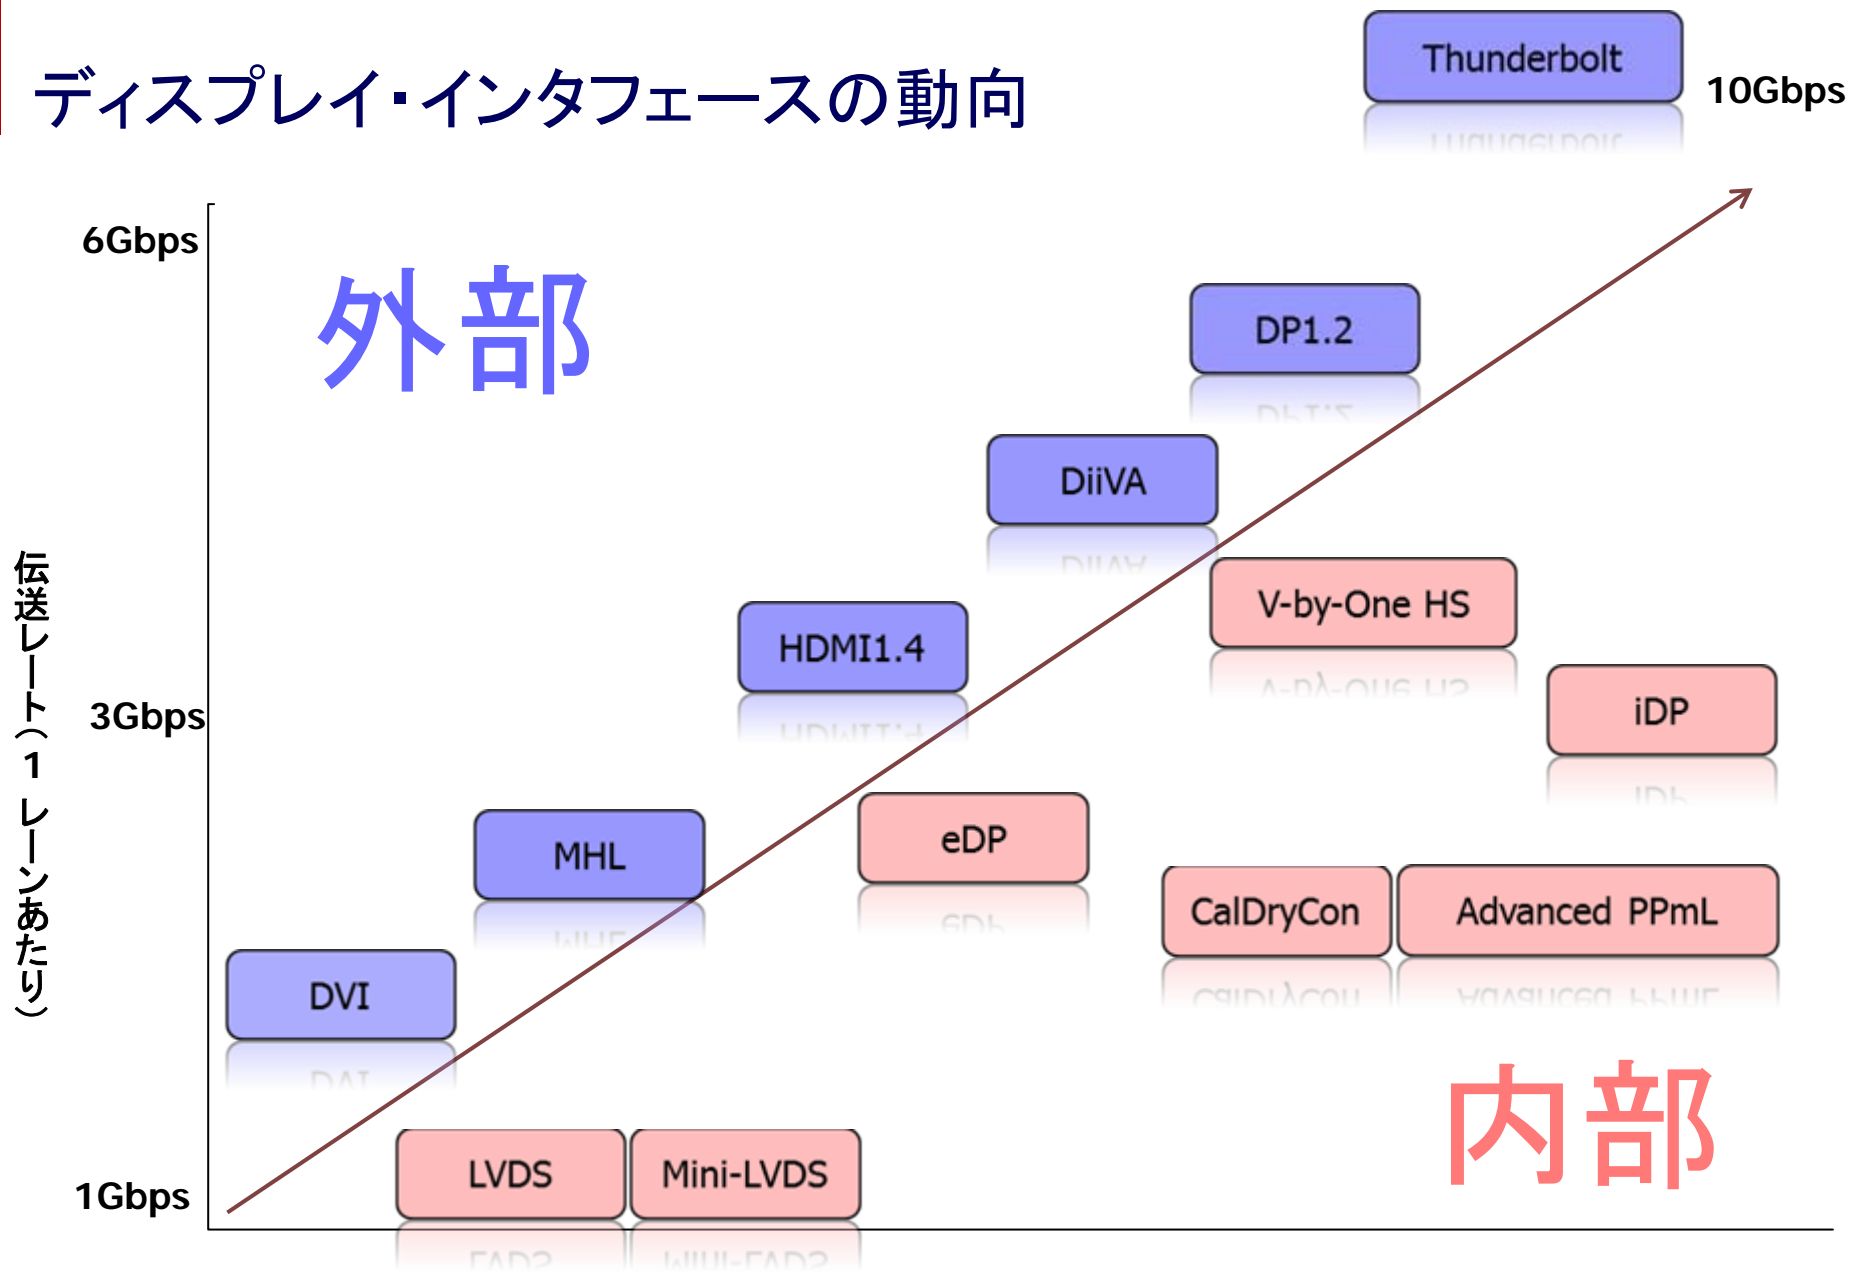 Thunderbolt
10Gbps
ディスプレイ・インタフェースの動向
6Gbps
外部
DP1.2
DiiVA
V-by-One HS
HDMI1.4
iDP
3Gbps
伝送レート(1 レーンあたり)
eDP
MHL
CalDryCon
Advanced PPmL
DVI
内部
LVDS
Mini-LVDS
1Gbps